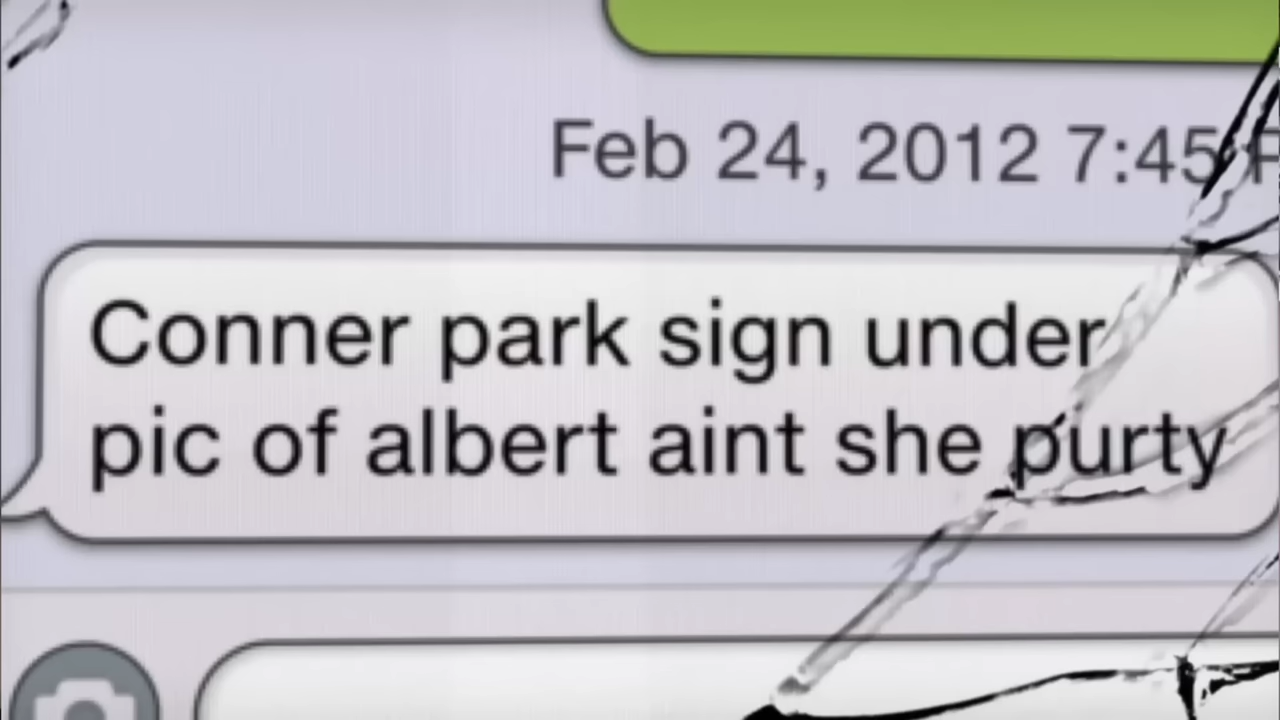 Feb 24, 2012 7:45 P
Conner park sign under
pic of albert aint she purty